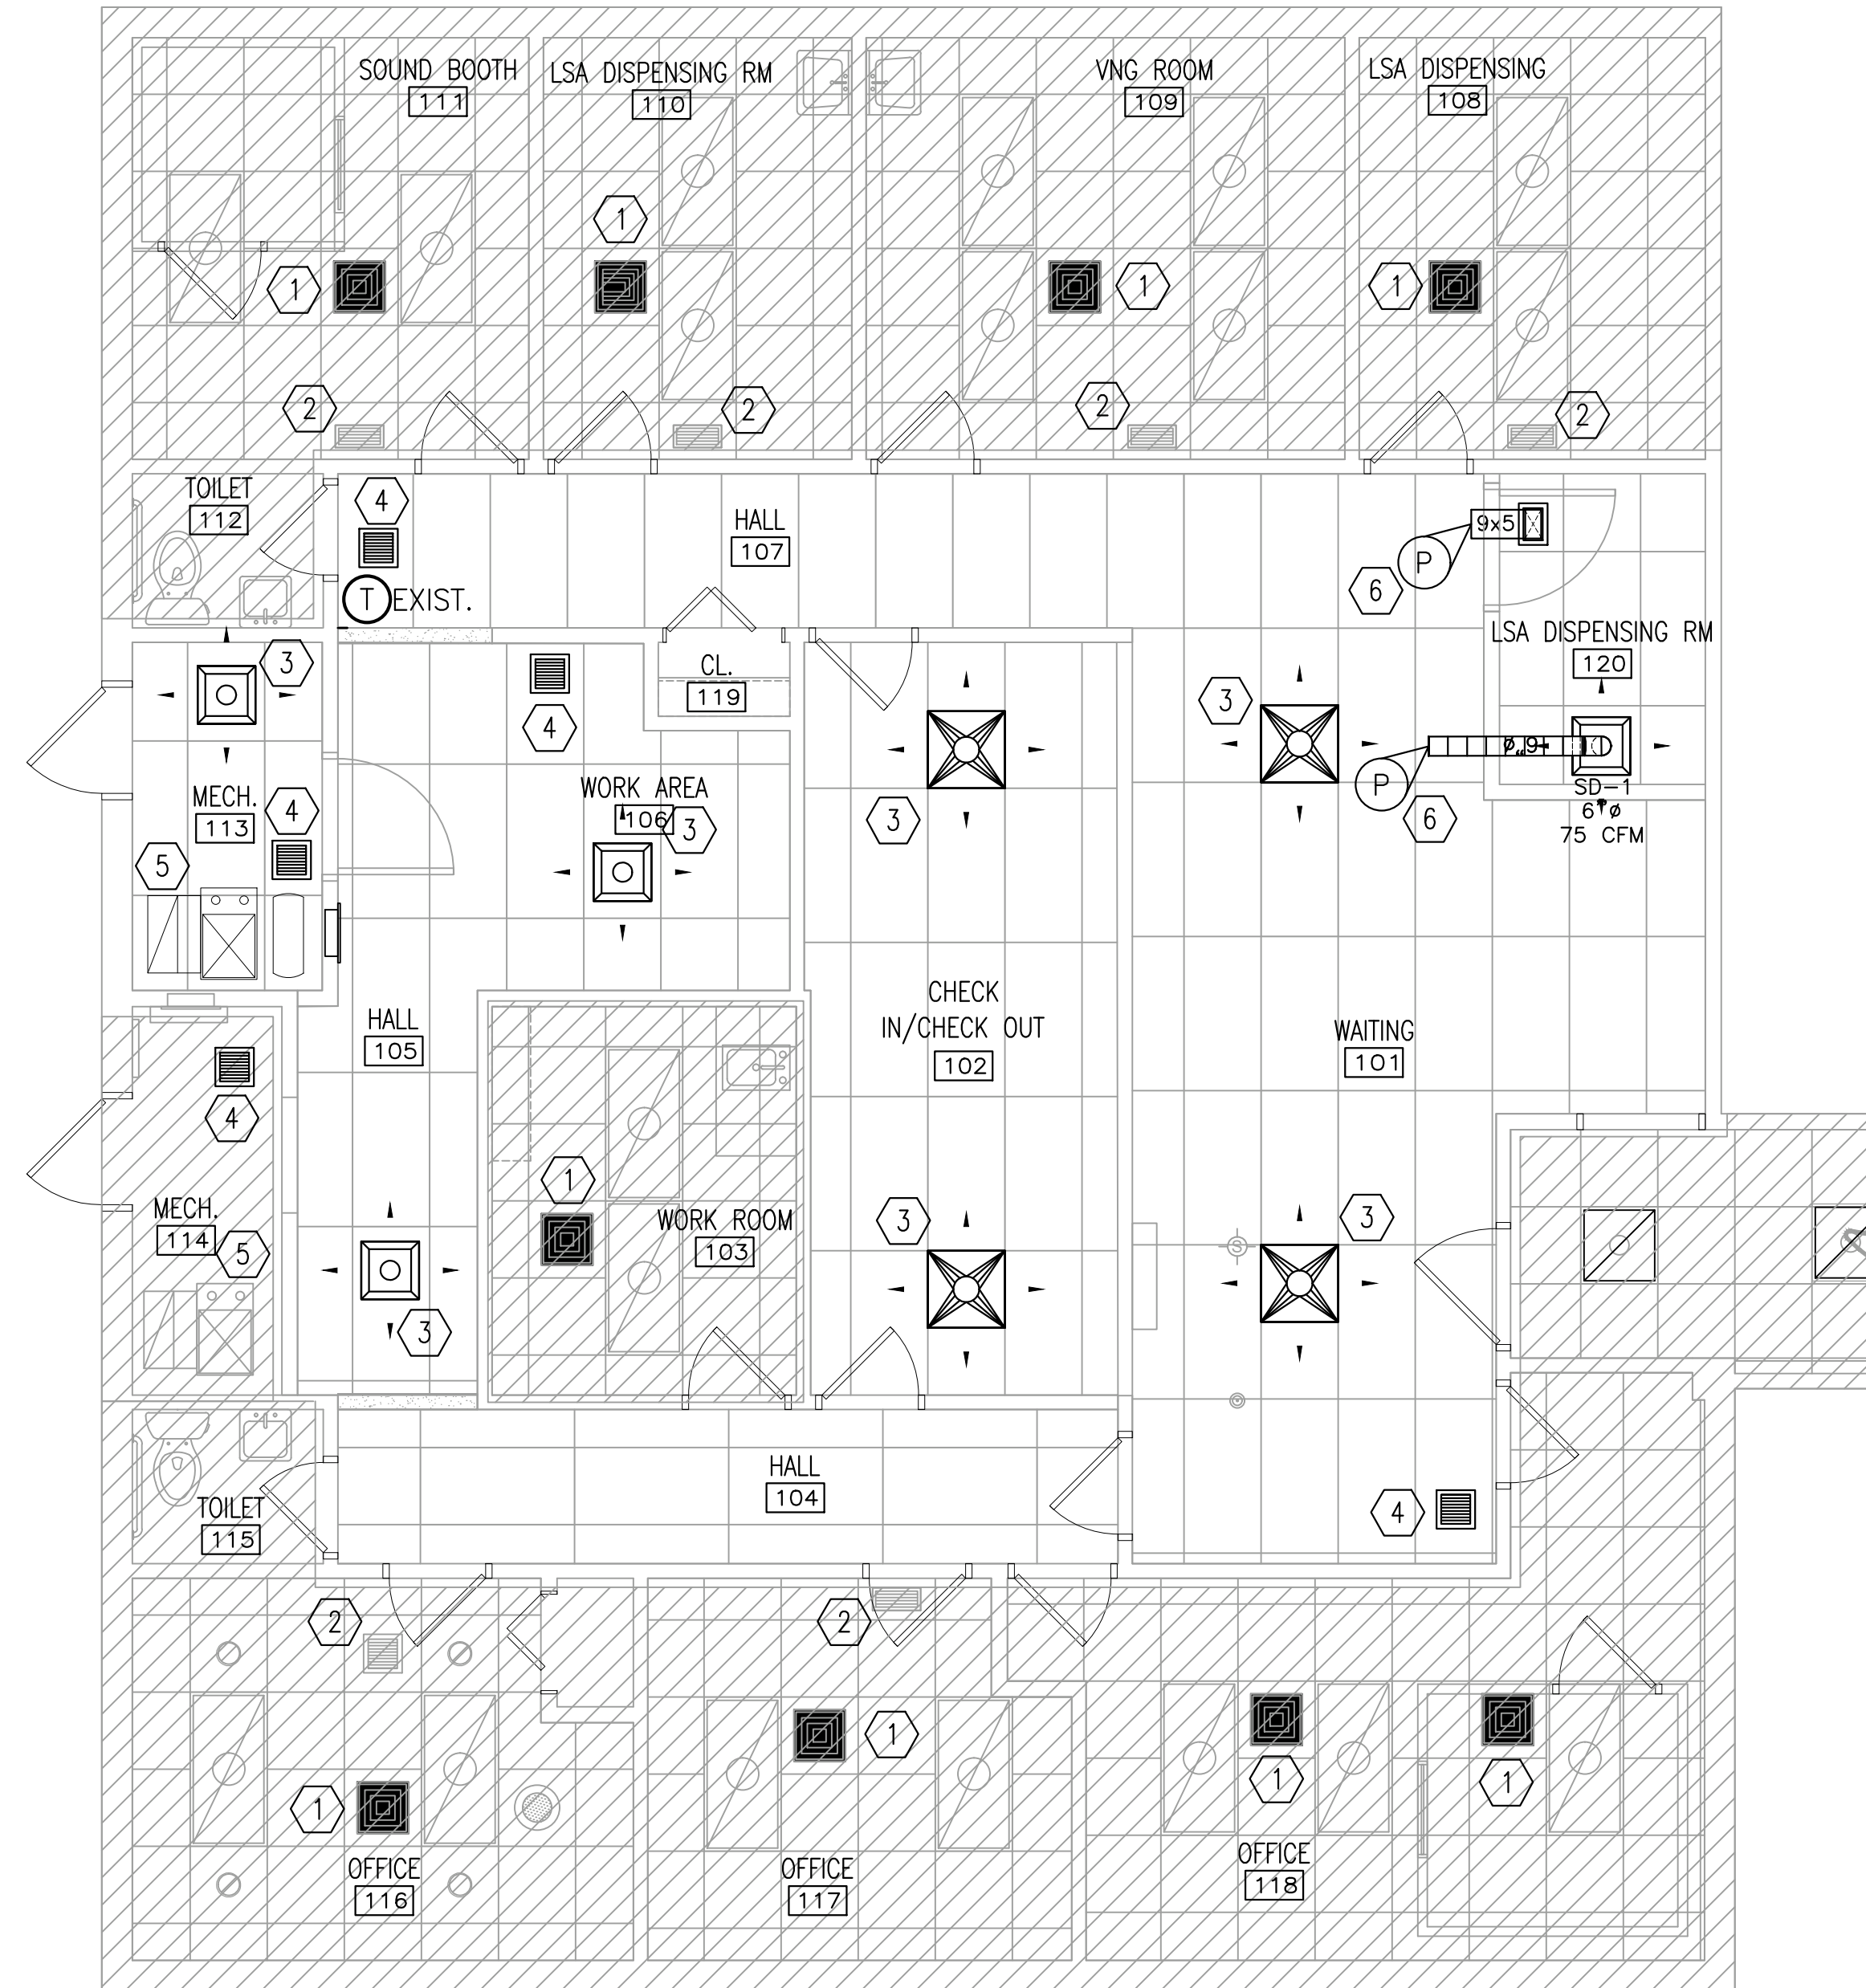 SOUND BOOTH
111
LSA DISPENSING RM
110
VNG ROOM
109
LSA DISPENSING
108
1
1
1
1
2
2
2
2
TOILET
112
4
HALL
107
9x5
P
6
T EXIST.
LSA DISPENSING RM
120
3
4
CL.
119
3
6"ø
P
6
SD-1
6"ø
75 CFM
MECH.
113
4
WORK AREA
106
3
3
5
HALL
105
CHECK
IN/CHECK OUT
102
WAITING
101
4
1
MECH.
114
5
WORK ROOM
103
3
3
S
3
HALL
104
4
TOILET
115
2
2
1
1
1
1
OFFICE
116
OFFICE
117
OFFICE
118